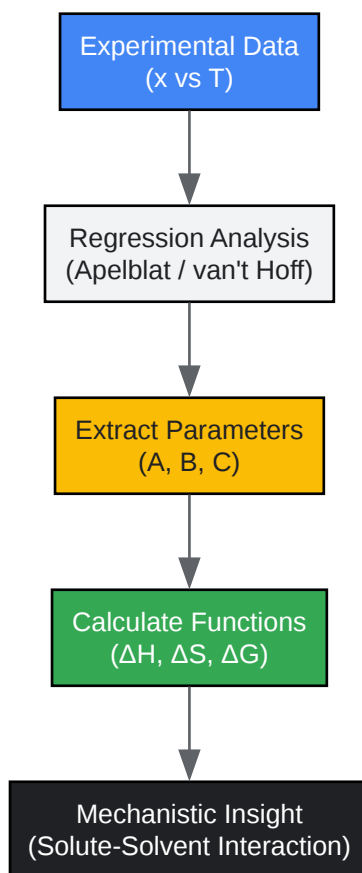 Experimental Data
(x vs T)
Regression Analysis
(Apelblat / van't Hoff)
Extract Parameters
(A, B, C)
Calculate Functions
(ΔH, ΔS, ΔG)
Mechanistic Insight
(Solute-Solvent Interaction)